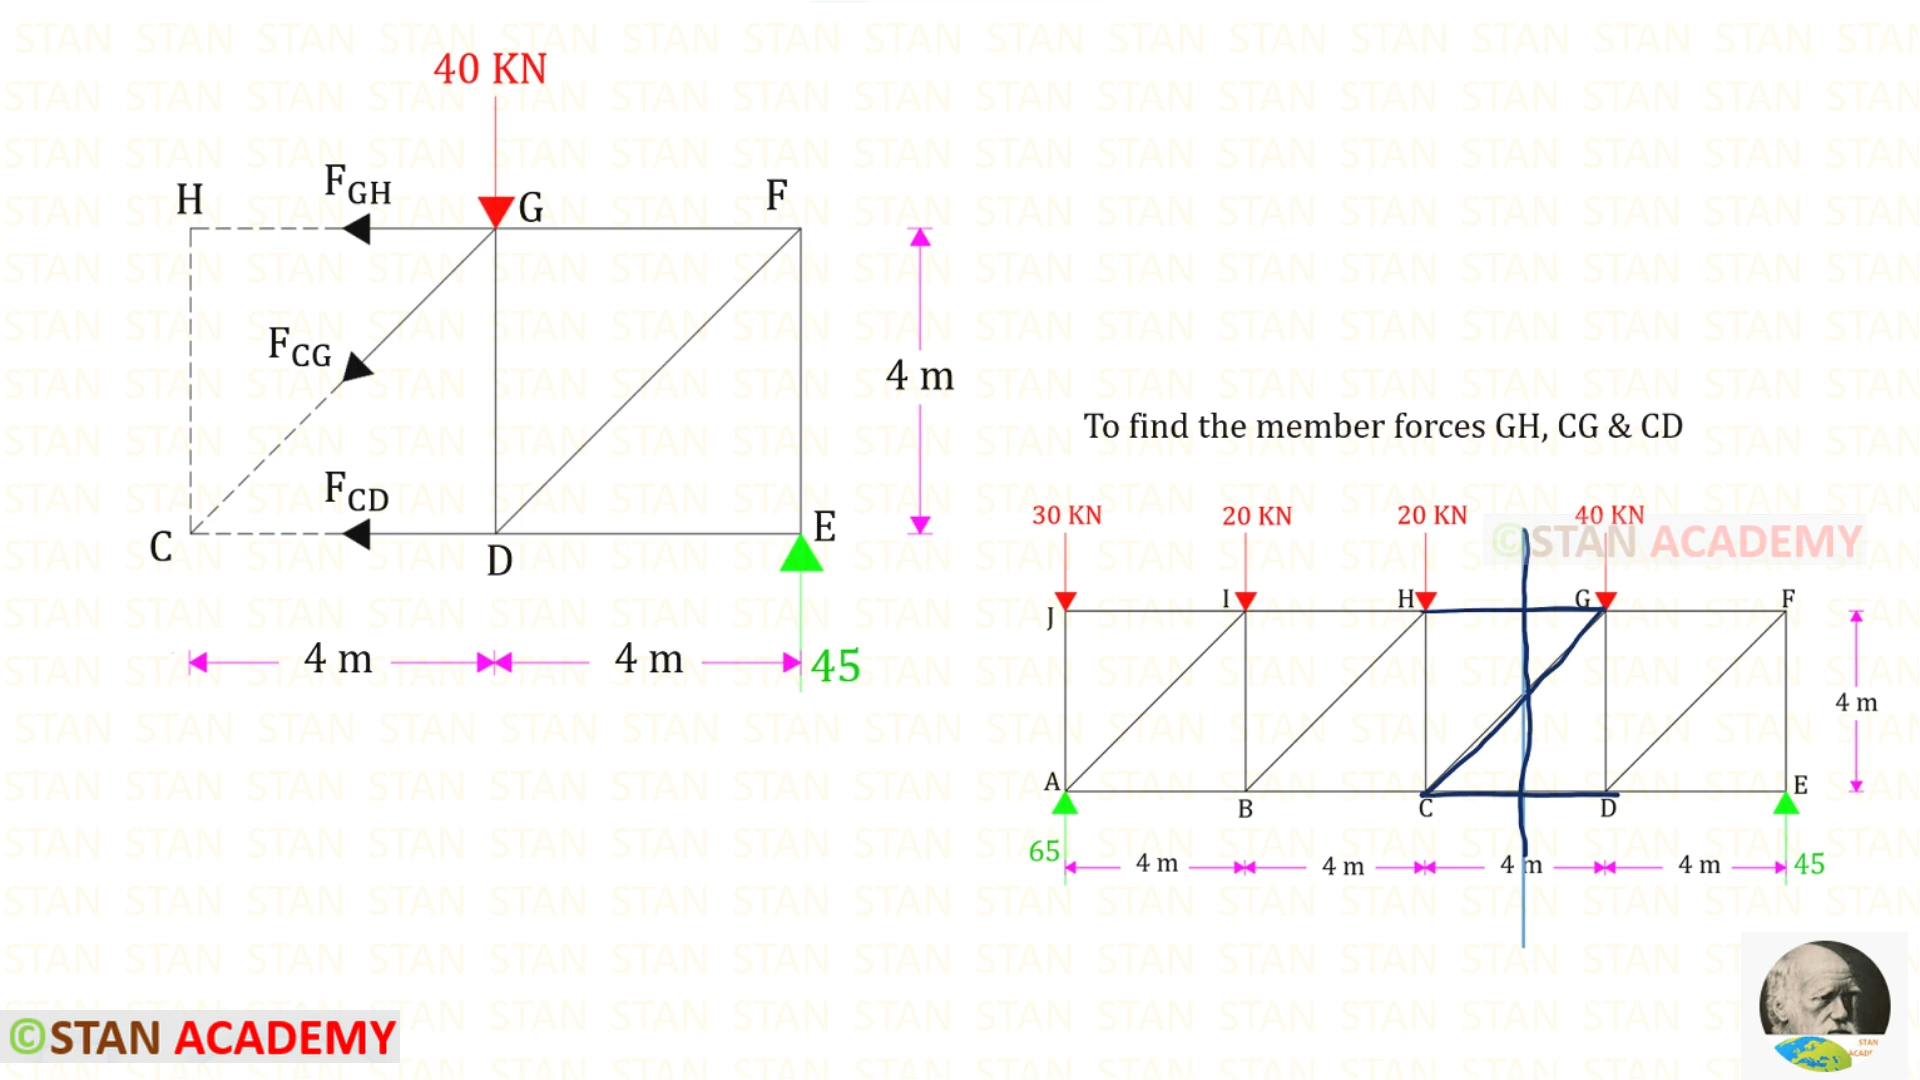 40 KN
H
F_GH
G
F
F_CG
4 m
F_CD
C
D
E
4 m
4 m
45
To find the member forces GH, CG & CD
30 KN
20 KN
20 KN
40 KN
©STAN ACADEMY
J
I
H
G
F
4 m
A
B
C
D
E
65
4 m
4 m
4 m
4 m
45
©STAN ACADEMY
STAN